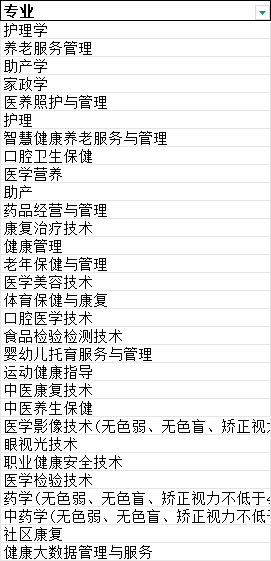 专业
护理学
养老服务管理
助产学
家政学
医养照护与管理
护理
智慧健康养老服务与管理
口腔卫生保健
医学营养
助产
药品经营与管理
康复治疗技术
健康管理
老年保健与管理
医学美容技术
体育保健与康复
口腔医学技术
食品检验检测技术
婴幼儿托育服务与管理
运动健康指导
中医康复技术
中医养生保健
医学影像技术(无色弱、无色盲、矫正视力
眼视光技术
职业健康安全技术
医学检验技术
药学(无色弱、无色盲、矫正视力不低于4
中药学(无色弱、无色盲、矫正视力不低于
社区康复
健康大数据管理与服务